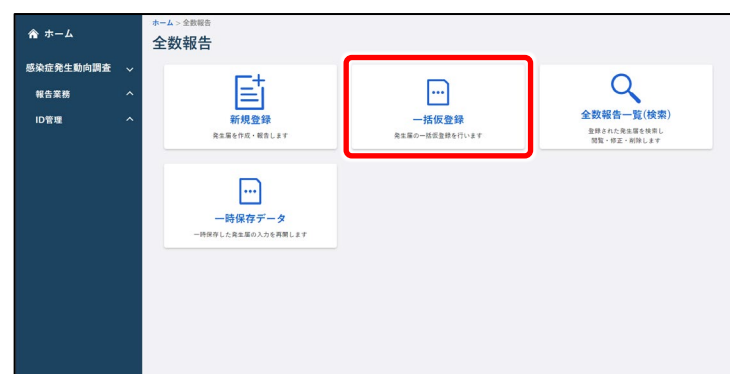 ホーム
感染症発生動向調査
報告業務
ID管理
ホーム > 全数報告
全数報告
新規登録
発生届を作成・報告します
一括仮登録
発生届の一括仮登録を行います
全数報告一覧(検索)
登録された発生届を検索し
閲覧・修正・削除します
一時保存データ
一時保存した発生届の入力を再開します